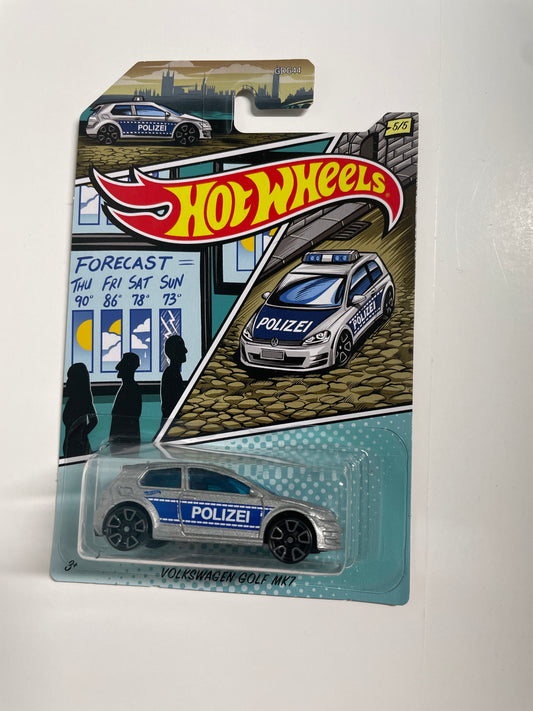 GRG44
5/5
POLIZEI
HOT WHEELS
FORECAST =
THU FRI SAT SUN
90° 86° 78° 73°
POLIZEI
POLIZEI
POLIZEI
3+
VOLKSWAGEN GOLF MK7